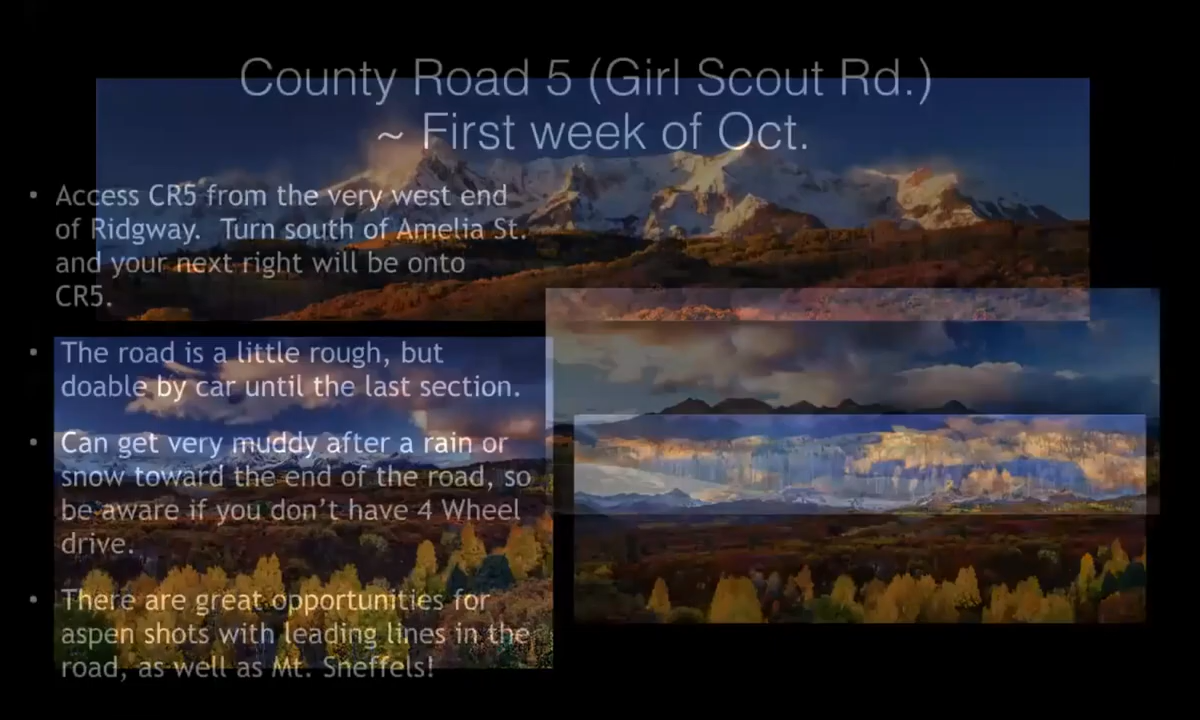 County Road 5 (Girl Scout Rd.)
~ First week of Oct.
• Access CR5 from the very west end
of Ridgway.  Turn south of Amelia St.
and your next right will be onto
CR5.
• The road is a little rough, but
doable by car until the last section.
• Can get very muddy after a rain or
snow toward the end of the road, so
be aware if you don’t have 4 Wheel
drive.
• There are great opportunities for
aspen shots with leading lines in the
road, as well as Mt. Sneffels!